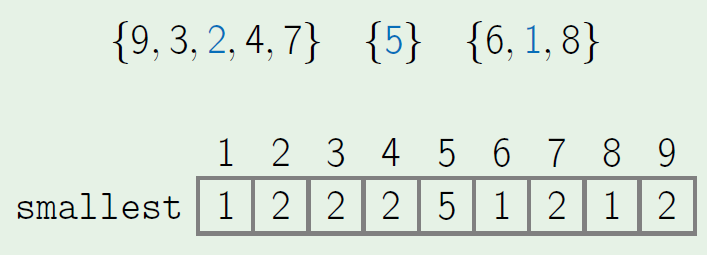 {9, 3, 2, 4, 7} {5} {6, 1, 8}
1 2 3 4 5 6 7 8 9
smallest 1 2 2 2 5 1 2 1 2